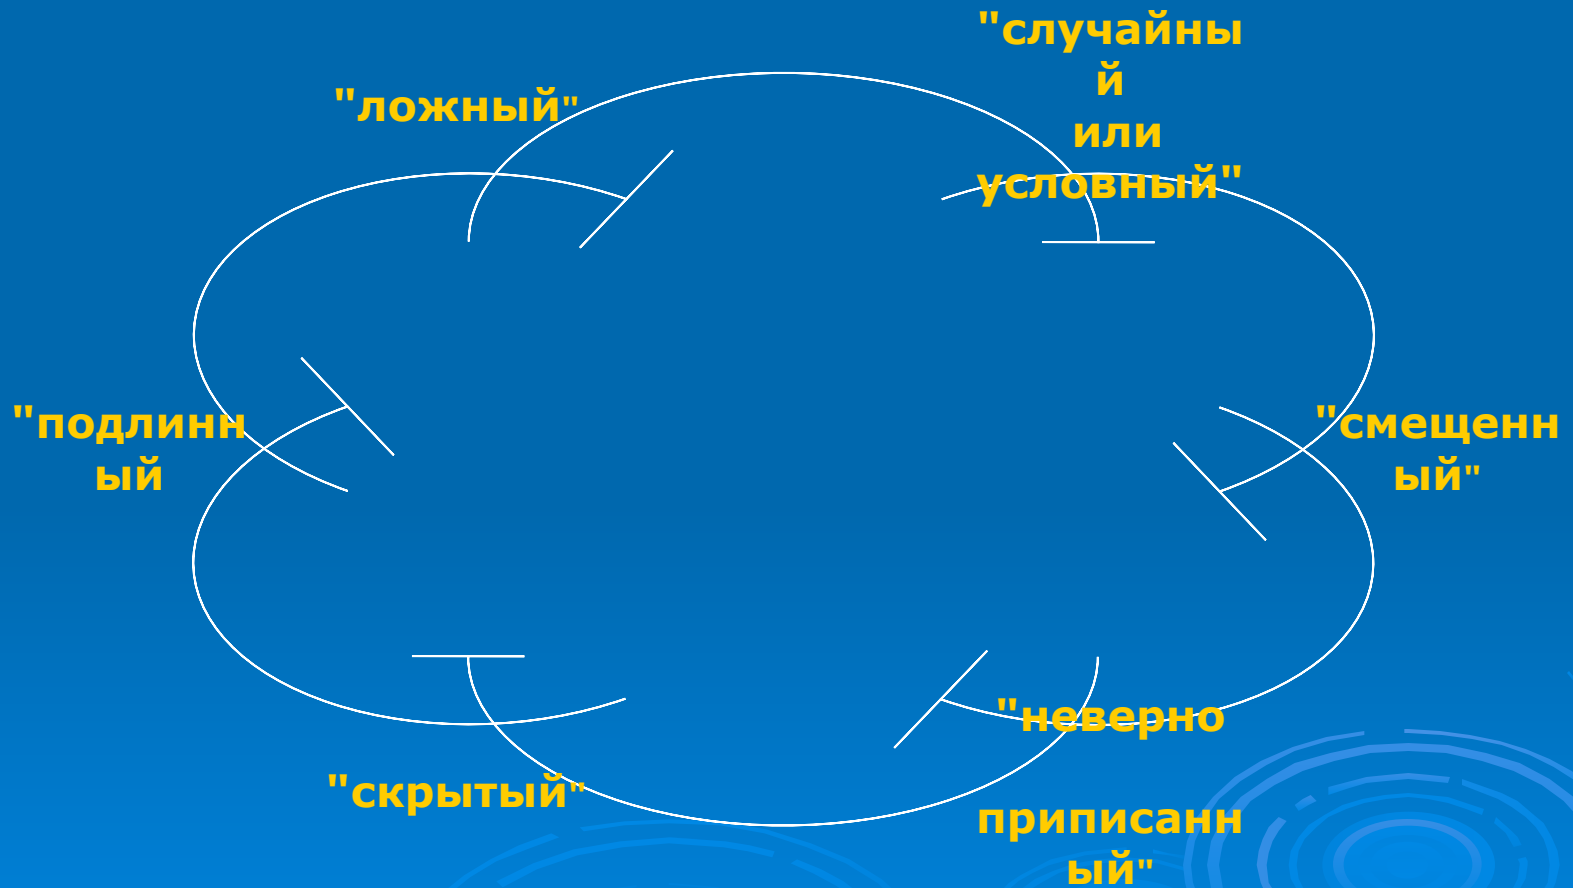 "случайны
й
или
условный"
"ложный"
"подлинн
ый
"смещенн
ый"
"неверно
приписанн
ый"
"скрытый"